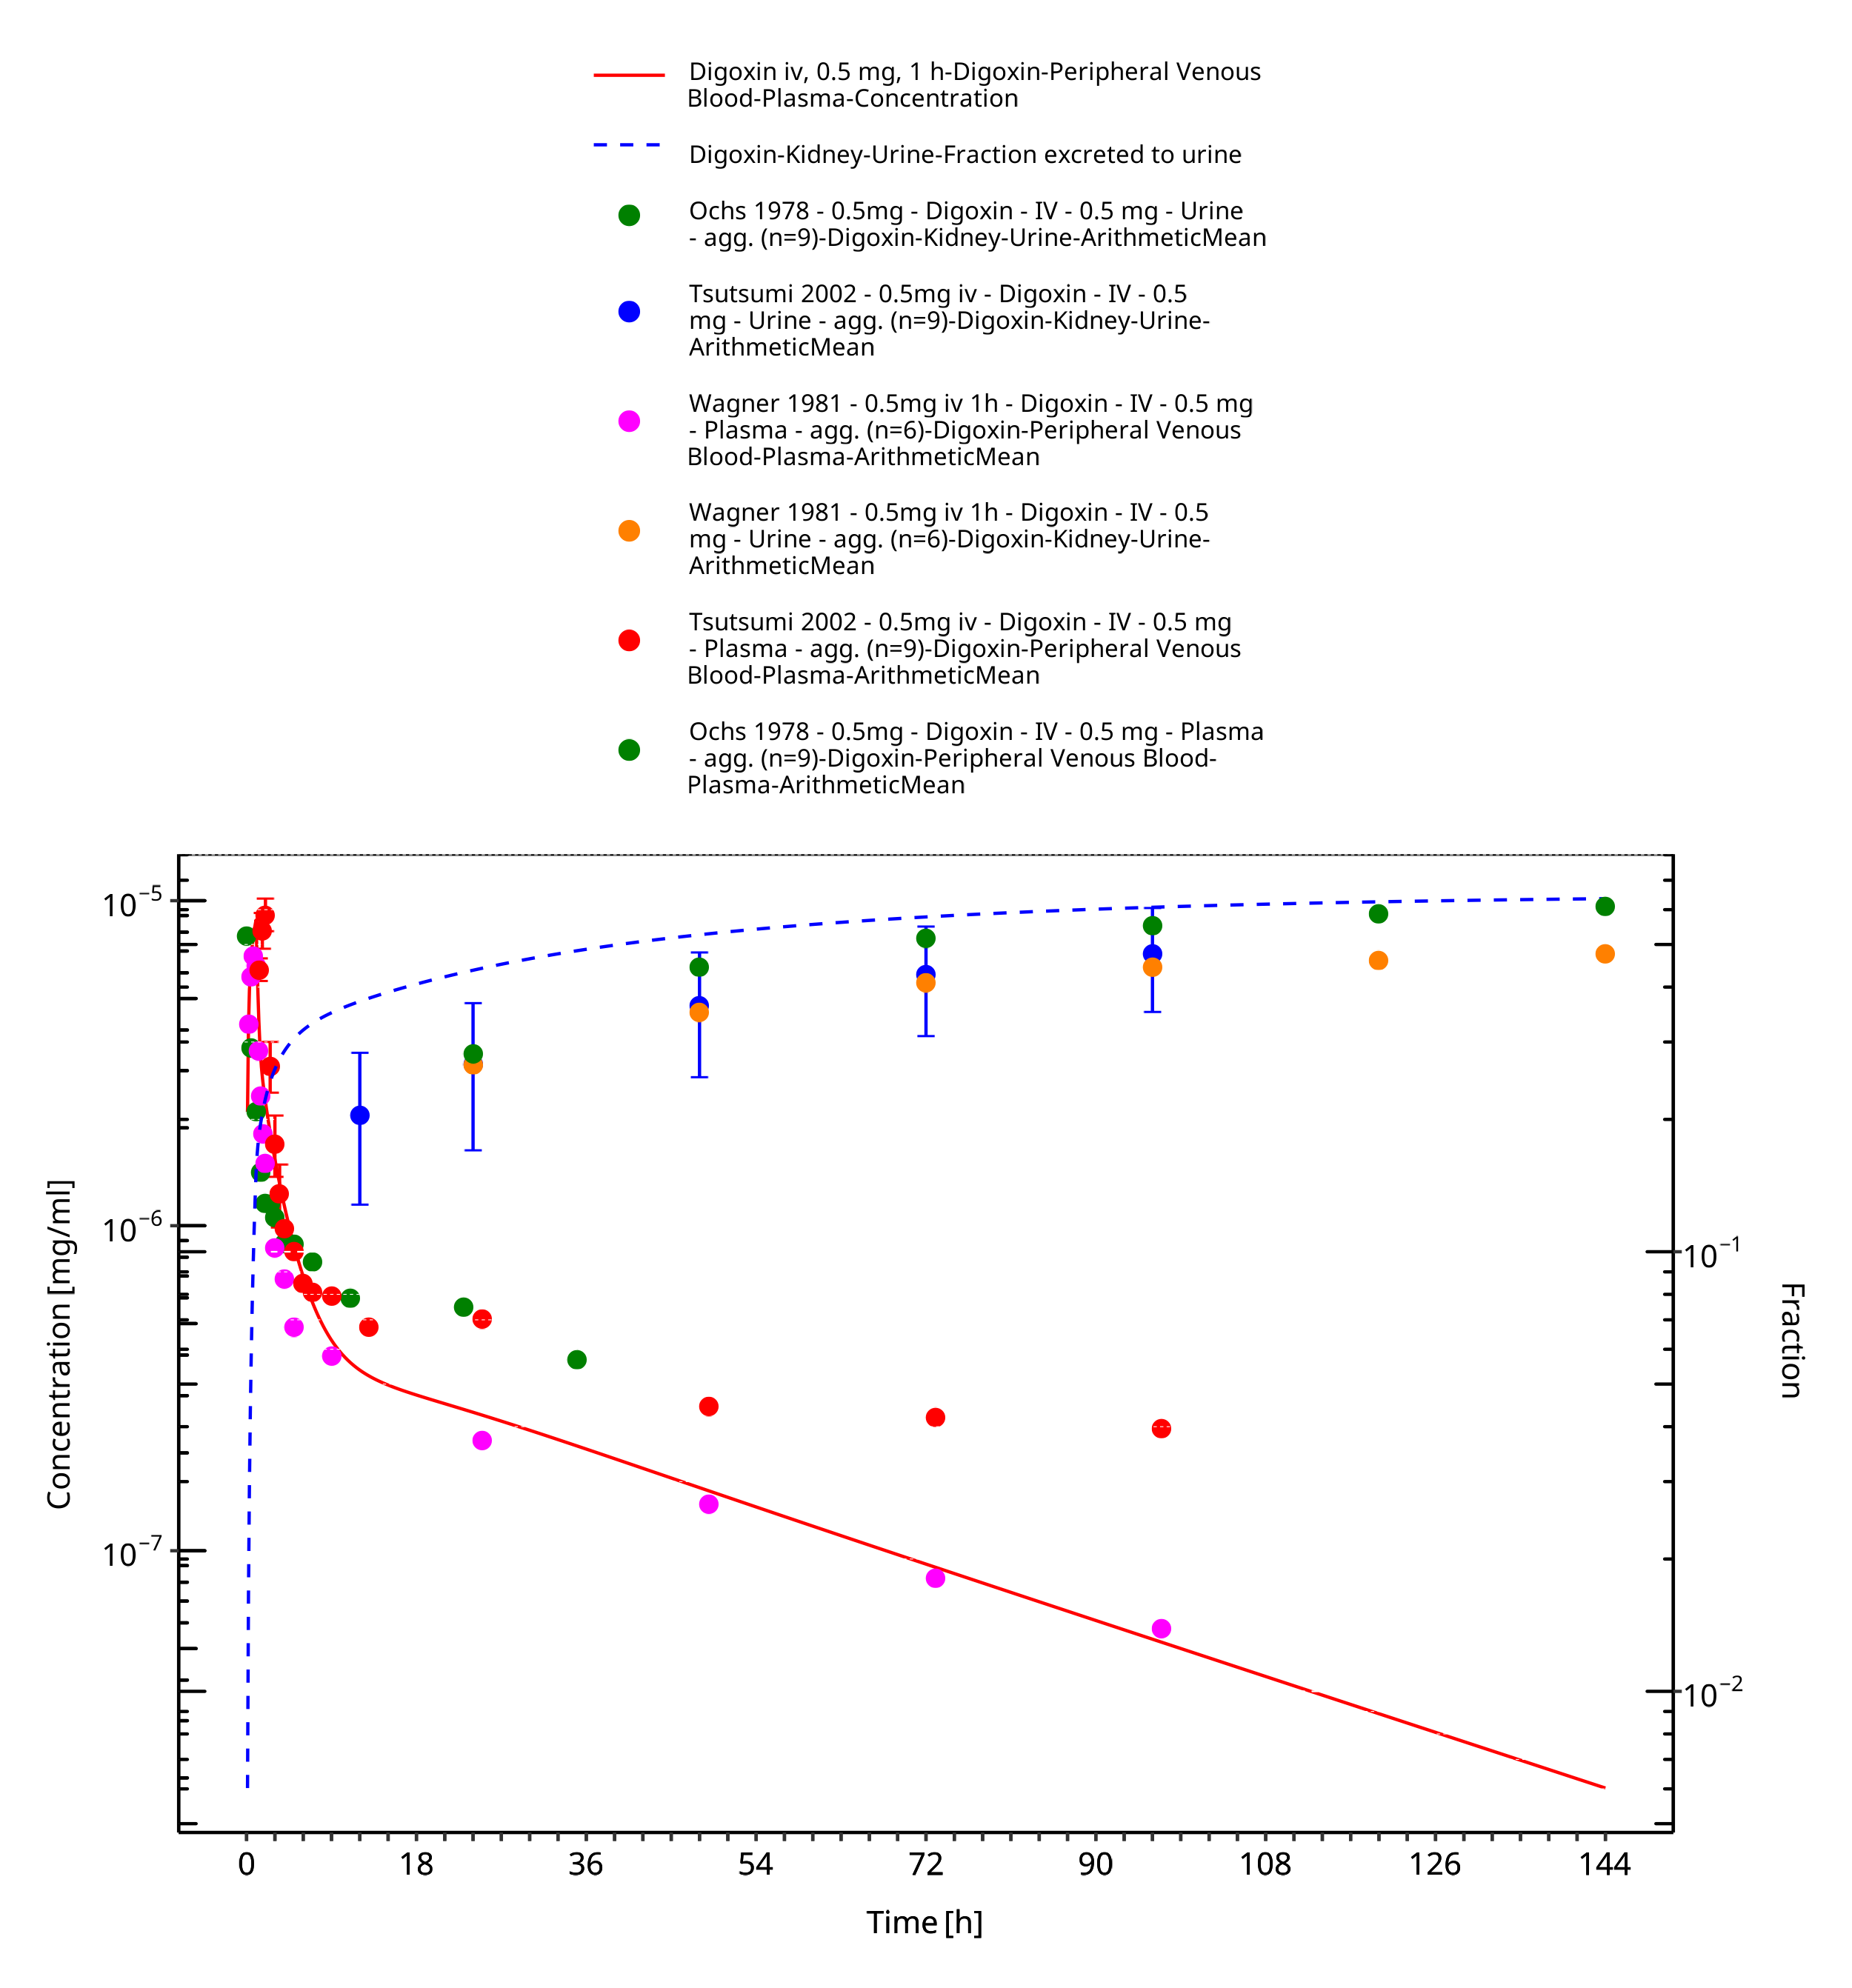 Digoxin iv, 0.5 mg, 1 h-Digoxin-Peripheral Venous
Blood-Plasma-Concentration
Digoxin-Kidney-Urine-Fraction excreted to urine
Ochs 1978 - 0.5mg - Digoxin - IV - 0.5 mg - Urine
- agg. (n=9)-Digoxin-Kidney-Urine-ArithmeticMean
Tsutsumi 2002 - 0.5mg iv - Digoxin - IV - 0.5
mg - Urine - agg. (n=9)-Digoxin-Kidney-Urine-
ArithmeticMean
Wagner 1981 - 0.5mg iv 1h - Digoxin - IV - 0.5 mg
- Plasma - agg. (n=6)-Digoxin-Peripheral Venous
Blood-Plasma-ArithmeticMean
Wagner 1981 - 0.5mg iv 1h - Digoxin - IV - 0.5
mg - Urine - agg. (n=6)-Digoxin-Kidney-Urine-
ArithmeticMean
Tsutsumi 2002 - 0.5mg iv - Digoxin - IV - 0.5 mg
- Plasma - agg. (n=9)-Digoxin-Peripheral Venous
Blood-Plasma-ArithmeticMean
Ochs 1978 - 0.5mg - Digoxin - IV - 0.5 mg - Plasma
- agg. (n=9)-Digoxin-Peripheral Venous Blood-
Plasma-ArithmeticMean
Concentration [mg/ml]
10⁻⁵
10⁻⁶
10⁻⁷
10⁻¹
10⁻²
Fraction
0 18 36 54 72 90 108 126 144
Time [h]